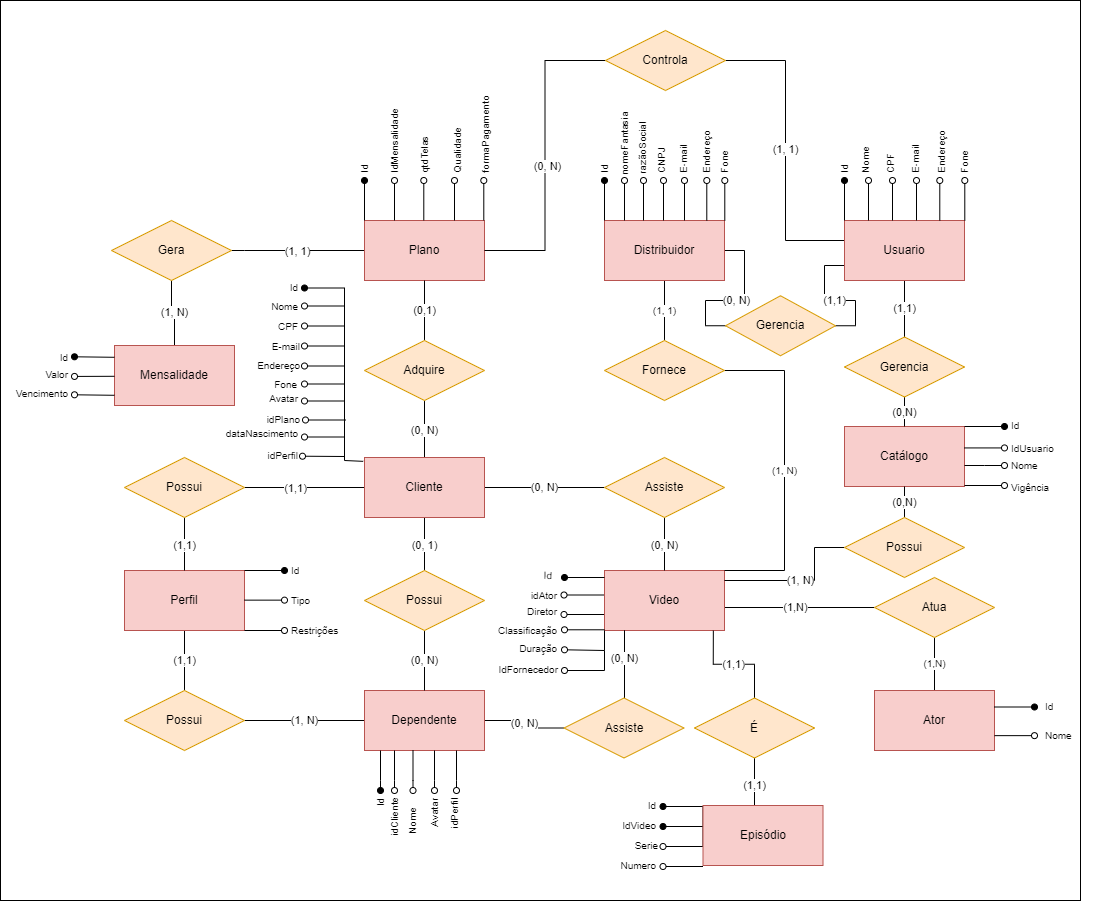 Controla
(0, N)
(1, 1)
Id
IdMensalidade
qtdTelas
Qualidade
formaPagamento
Id
nomeFantasia
razãoSocial
CNPJ
E-mail
Endereço
Fone
Id
Nome
CPF
E-mail
Endereço
Fone
Gera
(1, 1)
Plano
Distribuidor
Usuario
(1, N)
(0,1)
(1, 1)
(0, N)
(1,1)
(1,1)
Gerencia
Id
Nome
CPF
E-mail
Endereço
Fone
Avatar
idPlano
dataNascimento
idPerfil
Id
Valor
Vencimento
Mensalidade
Adquire
Fornece
Gerencia
(0, N)
(1, N)
(0,N)
Catálogo
Id
IdUsuario
Nome
Vigência
Possui
(1,1)
Cliente
(0, N)
Assiste
(0,N)
(1,1)
(0, 1)
(0, N)
Possui
(1, N)
Perfil
Id
Tipo
Restrições
Possui
Id
idAtor
Diretor
Classificação
Duração
IdFornecedor
Video
(1,N)
Atua
(1,1)
(0, N)
(0, N)
(1,1)
(1,N)
Possui
(1, N)
Dependente
(0, N)
Assiste
É
Ator
Id
Nome
Id
idCliente
Nome
Avatar
idPerfil
(1,1)
Id
IdVideo
Serie
Numero
Episódio